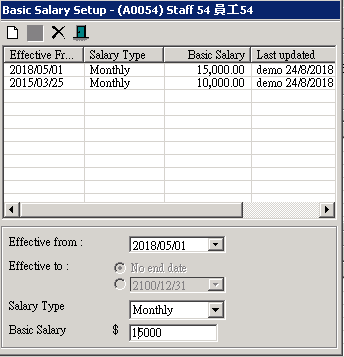 Basic Salary Setup - (A0054) Staff 54 員工54
Effective Fr... Salary Type Basic Salary Last updated
2018/05/01 Monthly 15,000.00 demo 24/8/2018
2015/03/25 Monthly 10,000.00 demo 24/8/2018
Effective from : 2018/05/01
Effective to : No end date
2100/12/31
Salary Type Monthly
Basic Salary $ 15000